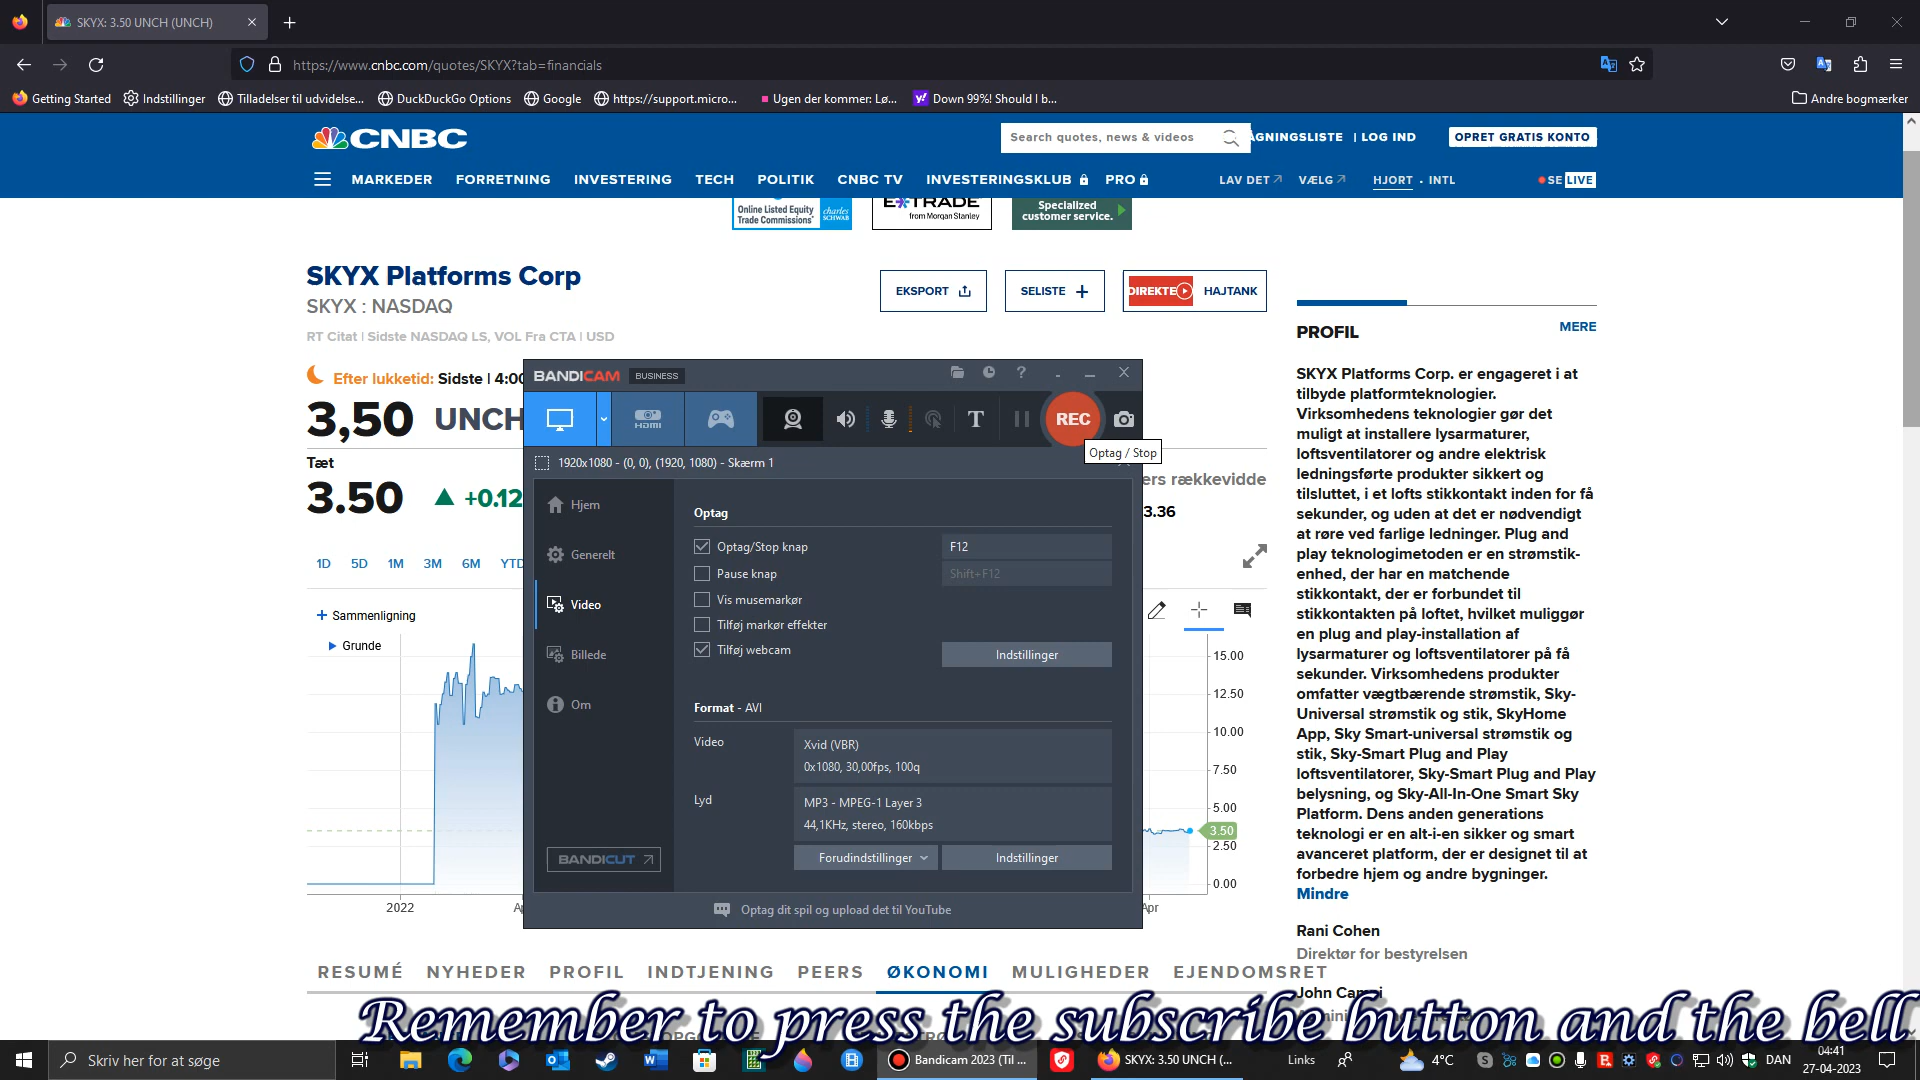 SKYX: 3.50 UNCH (UNCH)
https://www.cnbc.com/quotes/SKYX?tab=financials
Getting Started
Indstillinger
Tilladelser til udvidelse...
DuckDuckGo Options
Google
https://support.micro...
Ugen der kommer: Lø...
Down 99%! Should I b...
Andre bogmærker
CNBC
Search quotes, news & videos
AGNINGSLISTE | LOG IND
OPRET GRATIS KONTO
MARKEDER FORRETNING INVESTERING TECH POLITIK CNBC TV INVESTERINGSKLUB PRO
LAV DET VÆLG HJORT • INTL
SE LIVE
Online Listed Equity
Trade Commissions*
charles
SCHWAB
E*TRADE
from Morgan Stanley
Specialized
customer service.
SKYX Platforms Corp
SKYX : NASDAQ
RT Citat | Sidste NASDAQ LS, VOL Fra CTA | USD
EKSPORT
SELISTE
DIREKTE HAJTANK
Efter lukketid: Sidste | 4:00
3,50 UNCH
Tæt
3.50 +0.12
ers rækkevidde
3.36
1D 5D 1M 3M 6M YTD
Sammenligning
Grunde
15.00
12.50
10.00
7.50
5.00
3.50
2.50
0.00
2022
Apr
BANDICAM BUSINESS
HDMI
T
REC
Optag / Stop
1920x1080 - (0, 0), (1920, 1080) - Skærm 1
Hjem
Generelt
Video
Billede
Om
BANDICUT
Optag
Optag/Stop knap
F12
Pause knap
Shift+F12
Vis musemarkør
Tilføj markør effekter
Tilføj webcam
Indstillinger
Format - AVI
Video
Xvid (VBR)
0x1080, 30,00fps, 100q
Lyd
MP3 - MPEG-1 Layer 3
44,1KHz, stereo, 160kbps
Forudindstillinger
Indstillinger
Optag dit spil og upload det til YouTube
PROFIL
MERE
SKYX Platforms Corp. er engageret i at
tilbyde platformteknologier.
Virksomhedens teknologier gør det
muligt at installere lysarmaturer,
loftsventilatorer og andre elektrisk
ledningsførte produkter sikkert og
tilsluttet, i et lofts stikkontakt inden for få
sekunder, og uden at det er nødvendigt
at røre ved farlige ledninger. Plug and
play teknologimetoden er en strømstik-
enhed, der har en matchende
stikkontakt, der er forbundet til
stikkontakten på loftet, hvilket muliggør
en plug and play-installation af
lysarmaturer og loftsventilatorer på få
sekunder. Virksomhedens produkter
omfatter vægtbærende strømstik, Sky-
Universal strømstik og stik, SkyHome
App, Sky Smart-universal strømstik og
stik, Sky-Smart Plug and Play
loftsventilatorer, Sky-Smart Plug and Play
belysning, og Sky-All-In-One Smart Sky
Platform. Dens anden generations
teknologi er en alt-i-en sikker og smart
avanceret platform, der er designet til at
forbedre hjem og andre bygninger.
Mindre
Rani Cohen
Direktør for bestyrelsen
RESUMÉ NYHEDER PROFIL INDTJENING PEERS ØKONOMI MULIGHEDER EJENDOMSRET
Remember to press the subscribe button and the bell
Skriv her for at søge
Bandicam 2023 (Til ...
SKYX: 3.50 UNCH (...
Links
4°C
DAN
04:41
27-04-2023